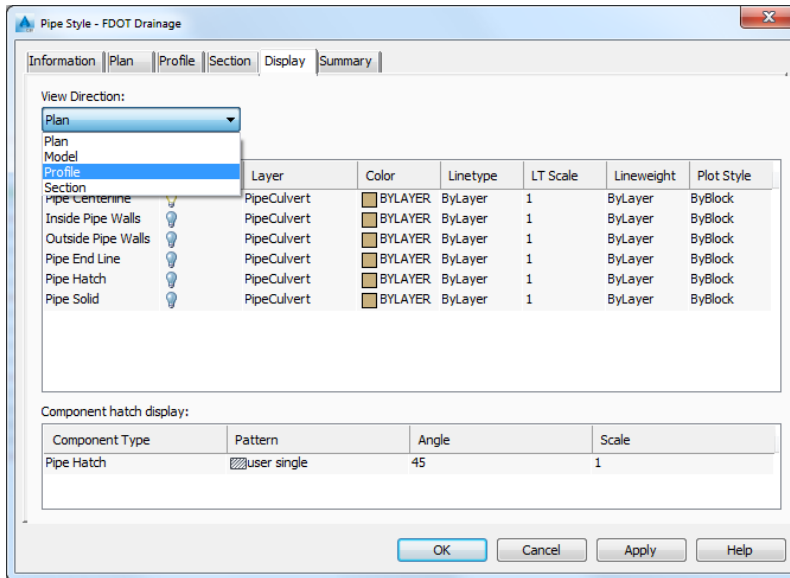 Pipe Style - FDOT Drainage
Information Plan Profile Section Display Summary
View Direction:
Plan
Plan
Model
Profile
Section
Layer Color Linetype LT Scale Lineweight Plot Style
Pipe Centerline PipeCulvert BYLAYER ByLayer 1 ByLayer ByBlock
Inside Pipe Walls PipeCulvert BYLAYER ByLayer 1 ByLayer ByBlock
Outside Pipe Walls PipeCulvert BYLAYER ByLayer 1 ByLayer ByBlock
Pipe End Line PipeCulvert BYLAYER ByLayer 1 ByLayer ByBlock
Pipe Hatch PipeCulvert BYLAYER ByLayer 1 ByLayer ByBlock
Pipe Solid PipeCulvert BYLAYER ByLayer 1 ByLayer ByBlock
Component hatch display:
Component Type Pattern Angle Scale
Pipe Hatch user single 45 1
OK Cancel Apply Help